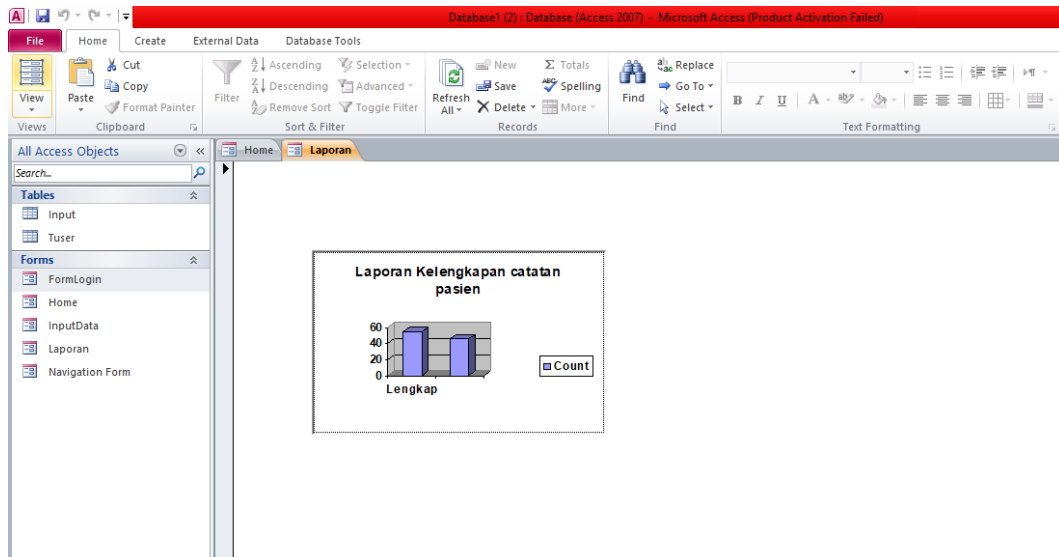 Database1 (2) : Database (Access 2007) - Microsoft Access (Product Activation Failed)
File Home Create External Data Database Tools
View
Paste
Cut
Copy
Format Painter
Filter
Ascending
Descending
Remove Sort
Selection
Advanced
Toggle Filter
Refresh
All
New
Save
Delete
Totals
Spelling
More
Find
Replace
Go To
Select
B I U A
Views Clipboard Sort & Filter Records Find Text Formatting
All Access Objects
Search...
Tables
Input
Tuser
Forms
FormLogin
Home
InputData
Laporan
Navigation Form
Home Laporan
Laporan Kelengkapan catatan
pasien
60
40
20
0
Lengkap
Count